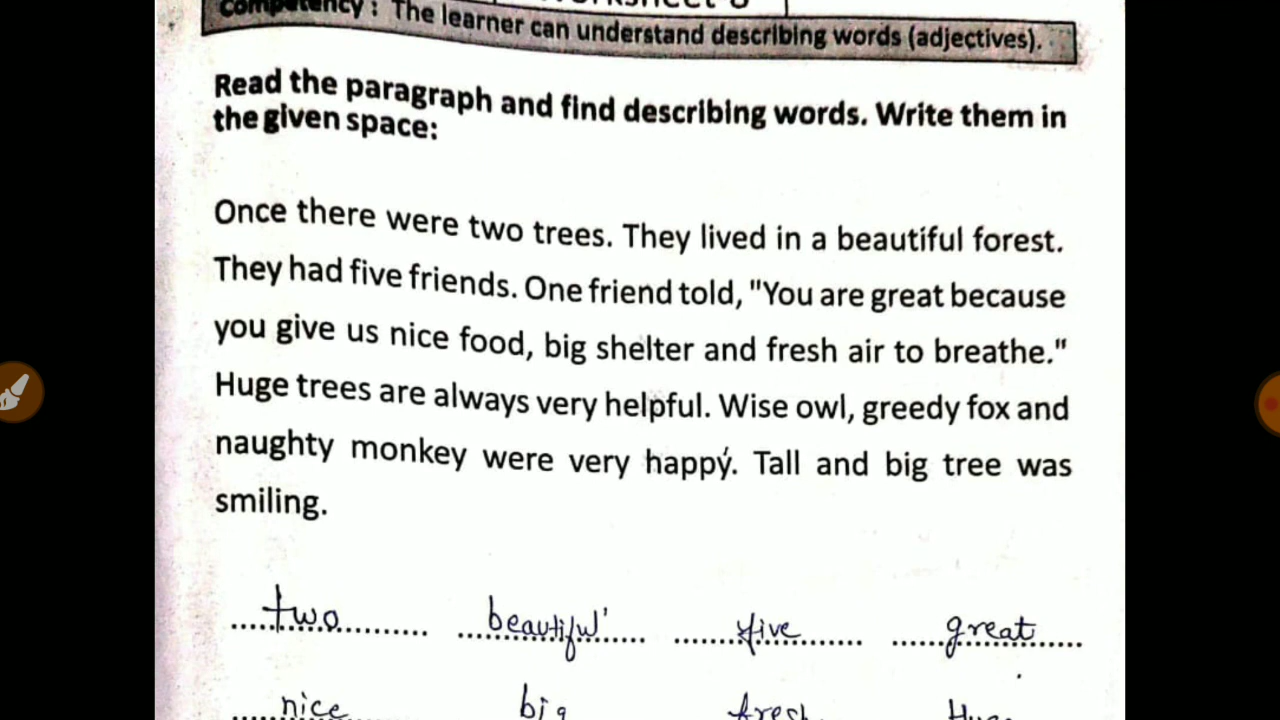 Competency : The learner can understand describing words (adjectives).
Read the paragraph and find describing words. Write them in
the given space:
Once there were two trees. They lived in a beautiful forest.
They had five friends. One friend told, "You are great because
you give us nice food, big shelter and fresh air to breathe."
Huge trees are always very helpful. Wise owl, greedy fox and
naughty monkey were very happy. Tall and big tree was
smiling.
two beautiful five great
nice big fresh